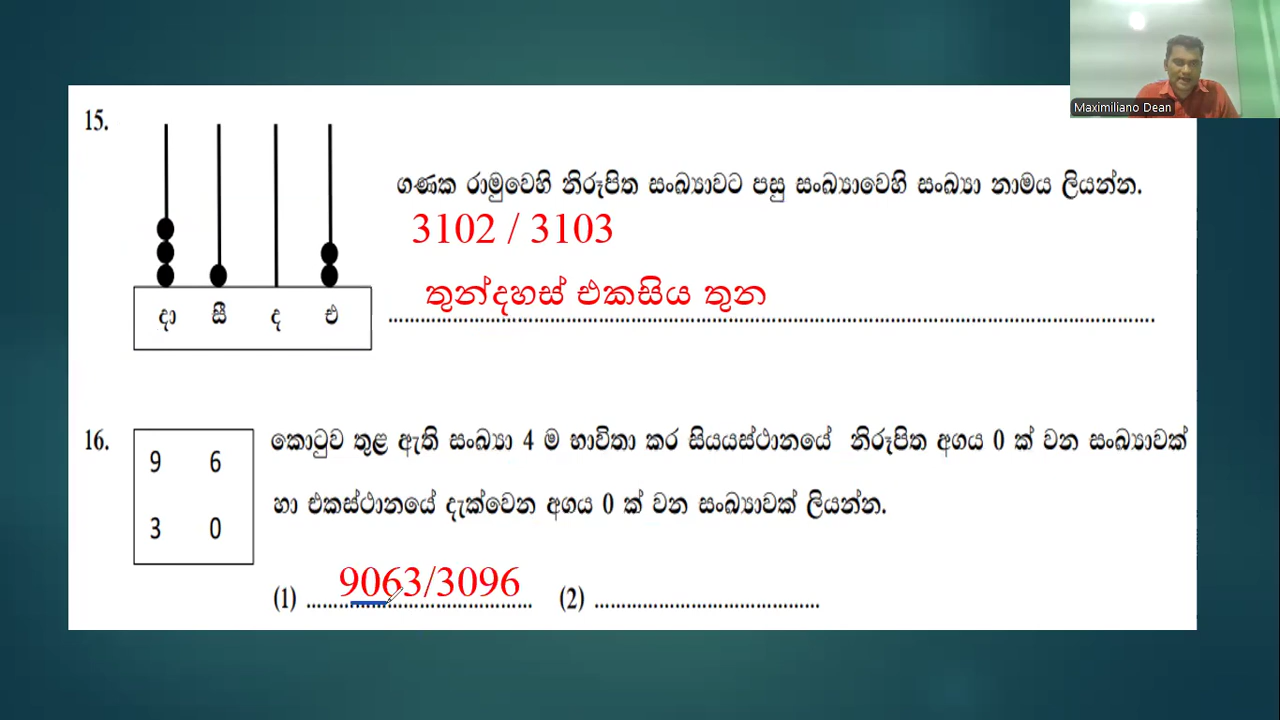 Maximiliano Dean
15.
ගණක රාමුවෙහි නිරූපිත සංඛ්‍යාවට පසු සංඛ්‍යාවෙහි සංඛ්‍යා නාමය ලියන්න.
3102 / 3103
තුන්දහස් එකසිය තුන
දා සී ද එ
................................................................................
16.
9 6
3 0
කොටුව තුළ ඇති සංඛ්‍යා 4 ම භාවිතා කර සියයස්ථානයේ නිරූපිත අගය 0 ක් වන සංඛ්‍යාවක්
හා එකස්ථානයේ දැක්වෙන අගය 0 ක් වන සංඛ්‍යාවක් ලියන්න.
9063/3096
(1) ........................................ (2) ........................................